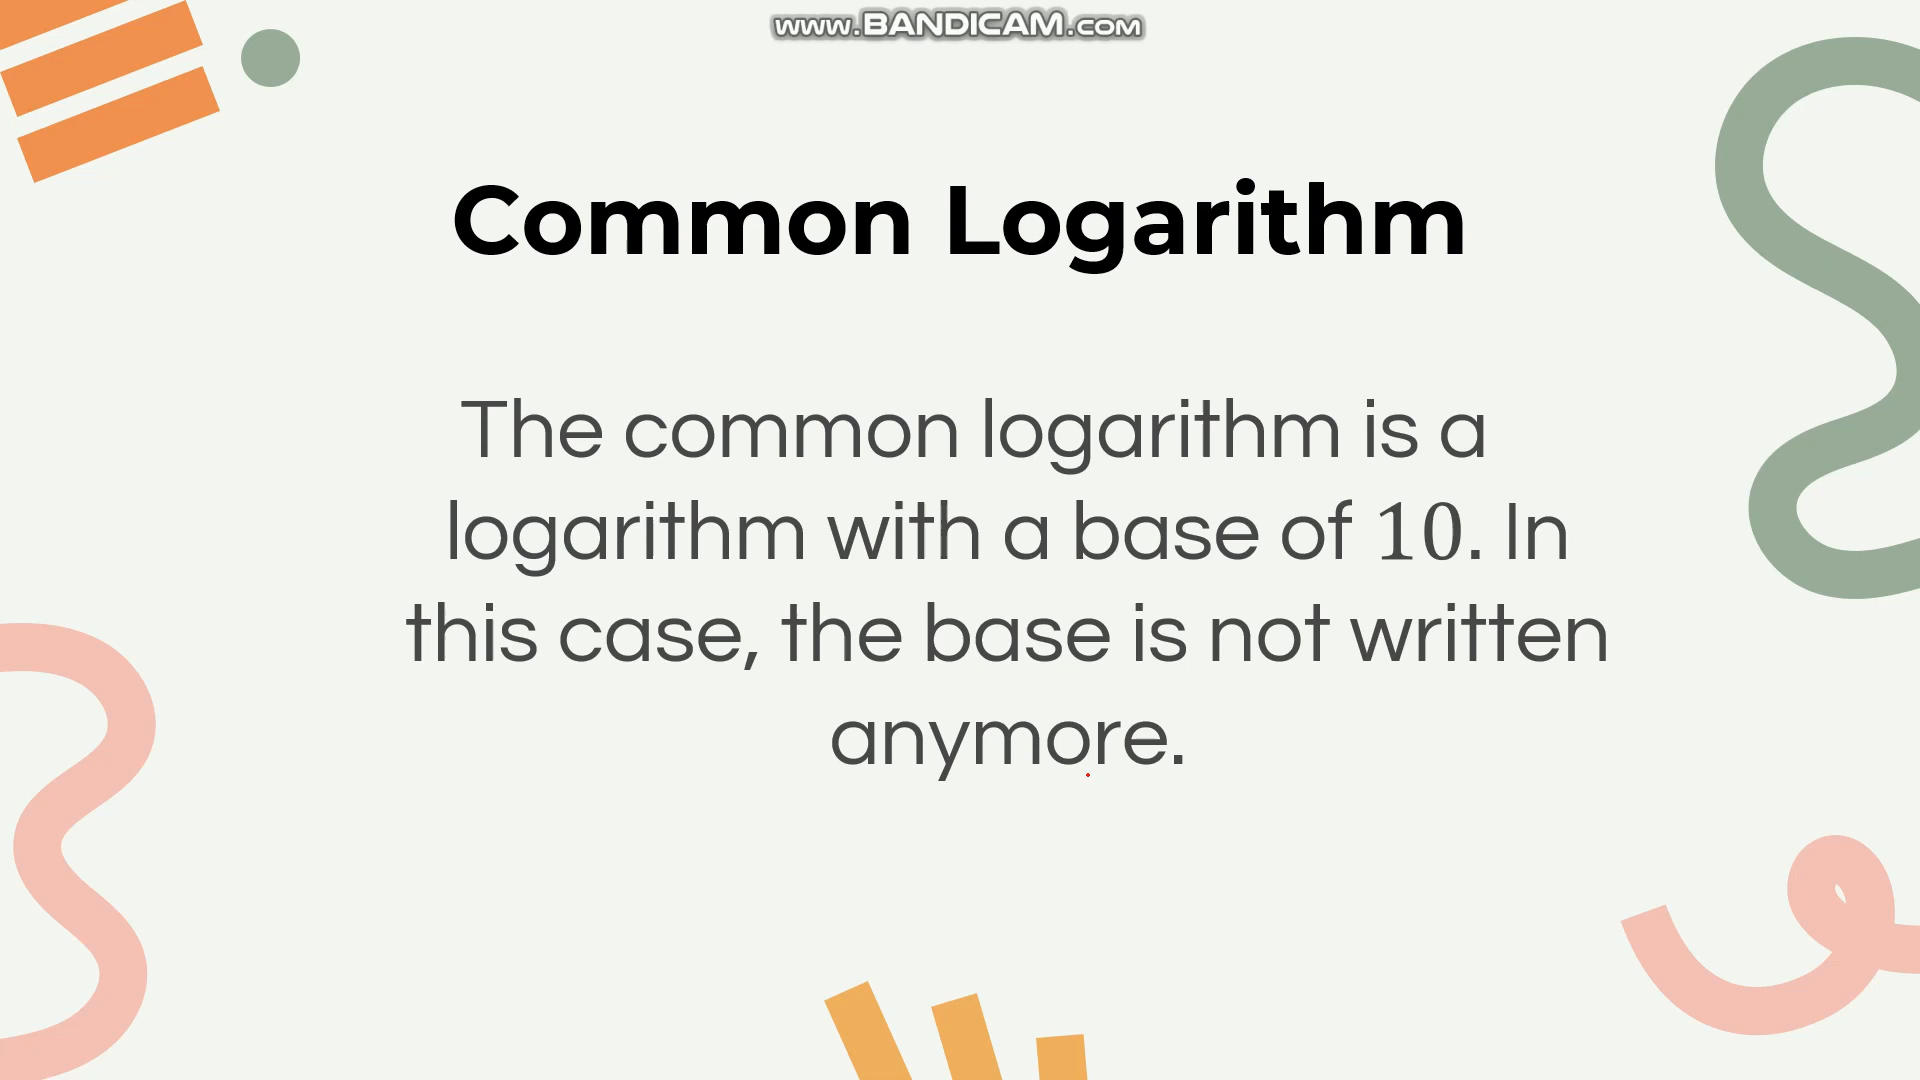 www.BANDICAM.com
Common Logarithm
The common logarithm is a
logarithm with a base of 10. In
this case, the base is not written
anymore.